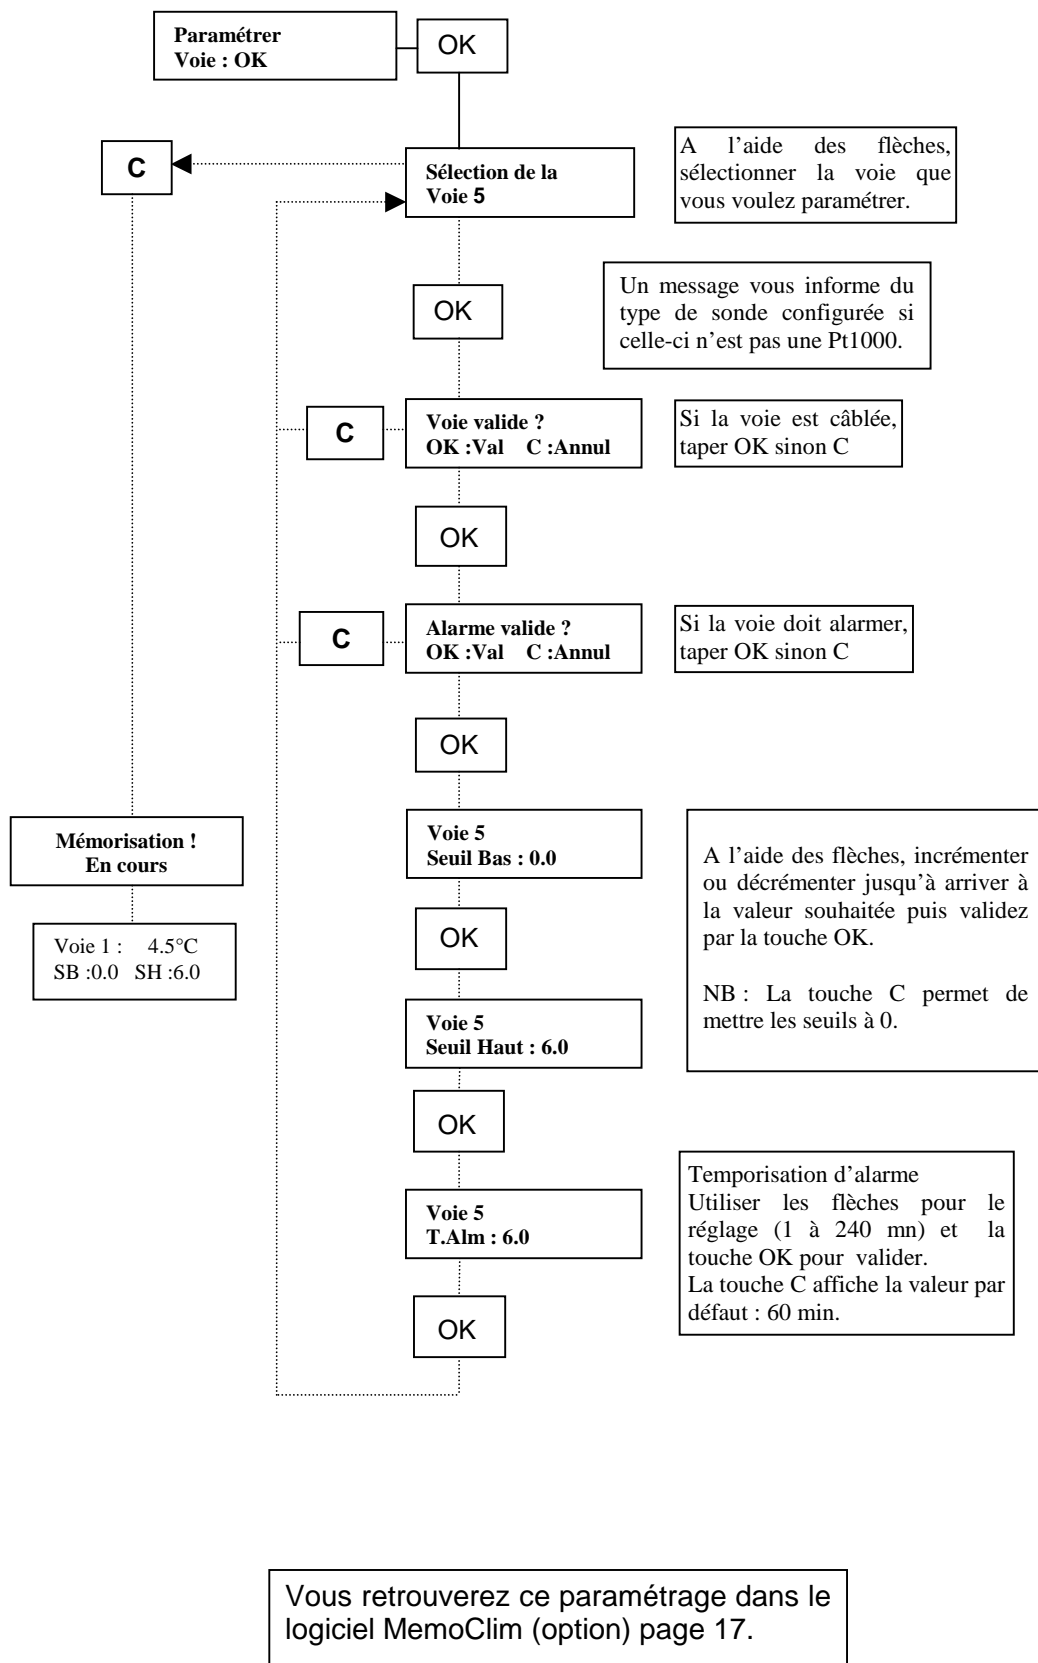 Paramétrer
Voie : OK
OK
C
Sélection de la
Voie 5
A l’aide des flèches,
sélectionner la voie que
vous voulez paramétrer.
OK
Un message vous informe du
type de sonde configurée si
celle-ci n’est pas une Pt1000.
C
Voie valide ?
OK :Val C :Annul
Si la voie est câblée,
taper OK sinon C
OK
C
Alarme valide ?
OK :Val C :Annul
Si la voie doit alarmer,
taper OK sinon C
OK
Mémorisation !
En cours
Voie 5
Seuil Bas : 0.0
A l’aide des flèches, incrémenter
ou décrémenter jusqu’à arriver à
la valeur souhaitée puis validez
par la touche OK.
NB : La touche C permet de
mettre les seuils à 0.
Voie 1 : 4.5°C
SB :0.0 SH :6.0
OK
Voie 5
Seuil Haut : 6.0
OK
Voie 5
T.Alm : 6.0
Temporisation d’alarme
Utiliser les flèches pour le
réglage (1 à 240 mn) et la
touche OK pour valider.
La touche C affiche la valeur par
défaut : 60 min.
OK
Vous retrouverez ce paramétrage dans le
logiciel MemoClim (option) page 17.